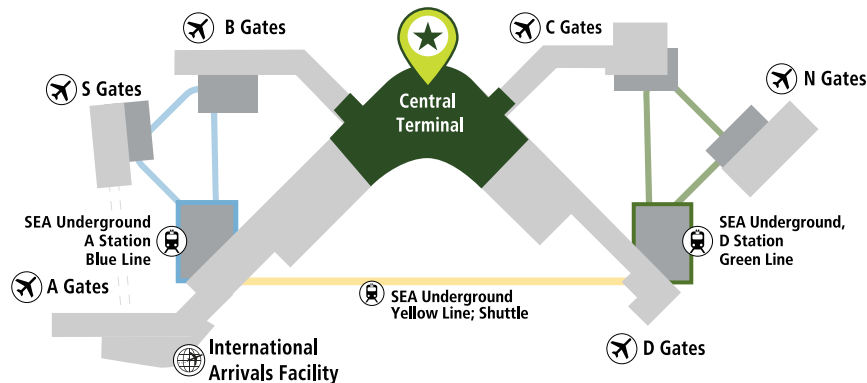 B Gates
C Gates
S Gates
N Gates
Central
Terminal
SEA Underground
A Station
Blue Line
SEA Underground,
D Station
Green Line
A Gates
SEA Underground
Yellow Line; Shuttle
International
Arrivals Facility
D Gates